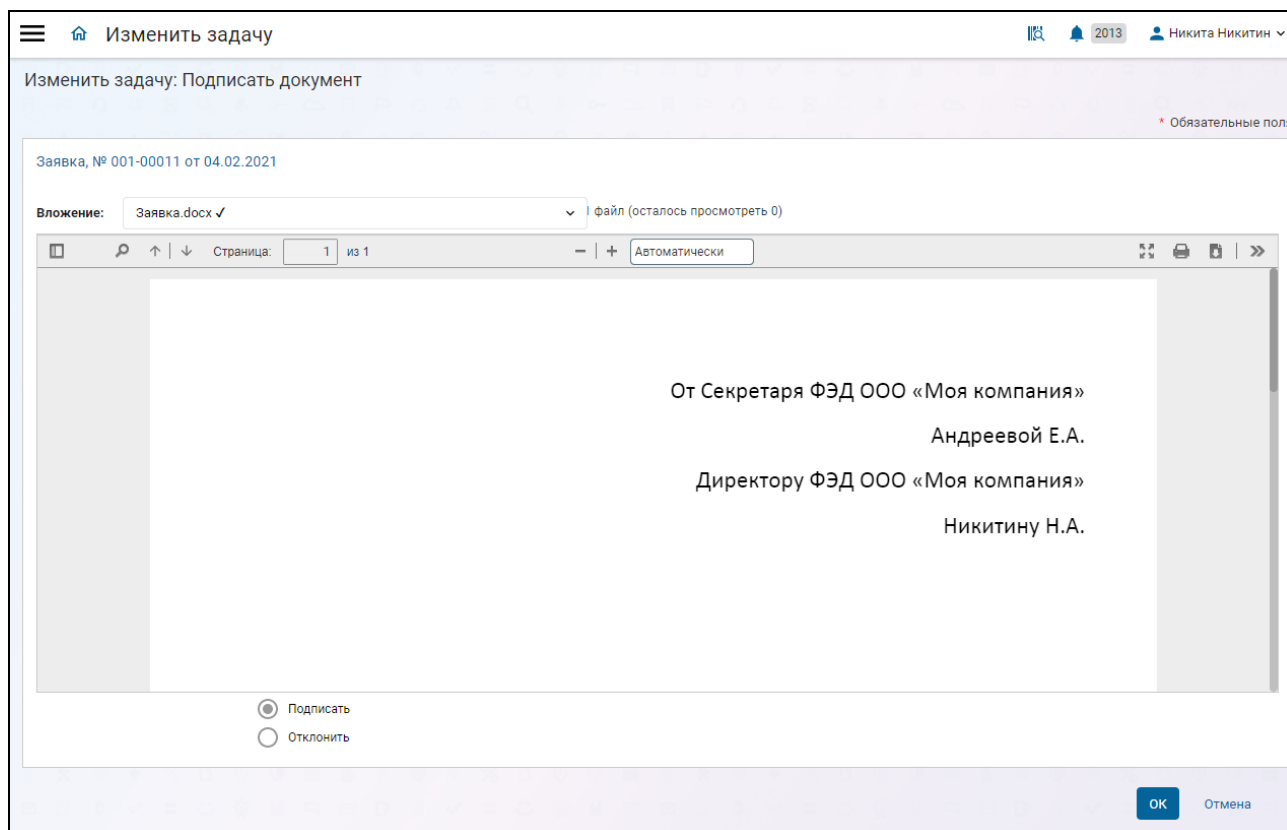 Изменить задачу
2013
Никита Никитин
Изменить задачу: Подписать документ
* Обязательные поля
Заявка, № 001-00011 от 04.02.2021
Вложение:
Заявка.docx ✓
1 файл (осталось просмотреть 0)
Страница:
1
из 1
Автоматически
От Секретаря ФЭД ООО «Моя компания»
Андреевой Е.А.
Директору ФЭД ООО «Моя компания»
Никитину Н.А.
Подписать
Отклонить
ОК
Отмена